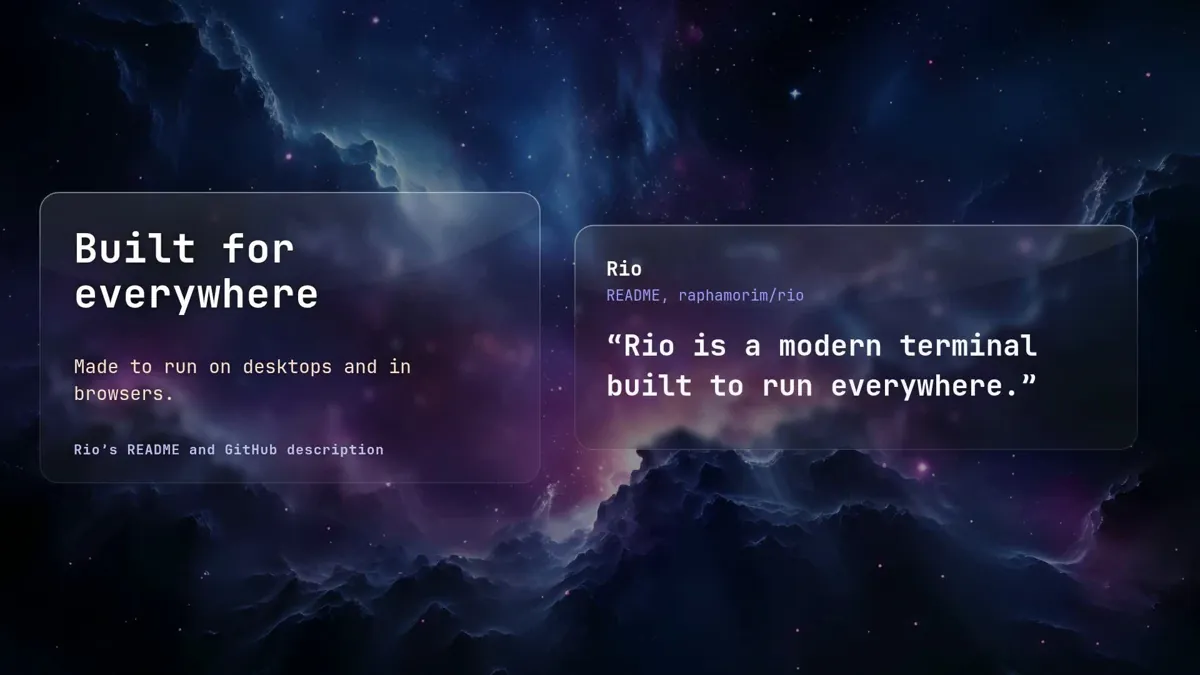 Built for
everywhere
Made to run on desktops and in
browsers.
Rio’s README and GitHub description
Rio
README, raphamorim/rio
“Rio is a modern terminal
built to run everywhere.”